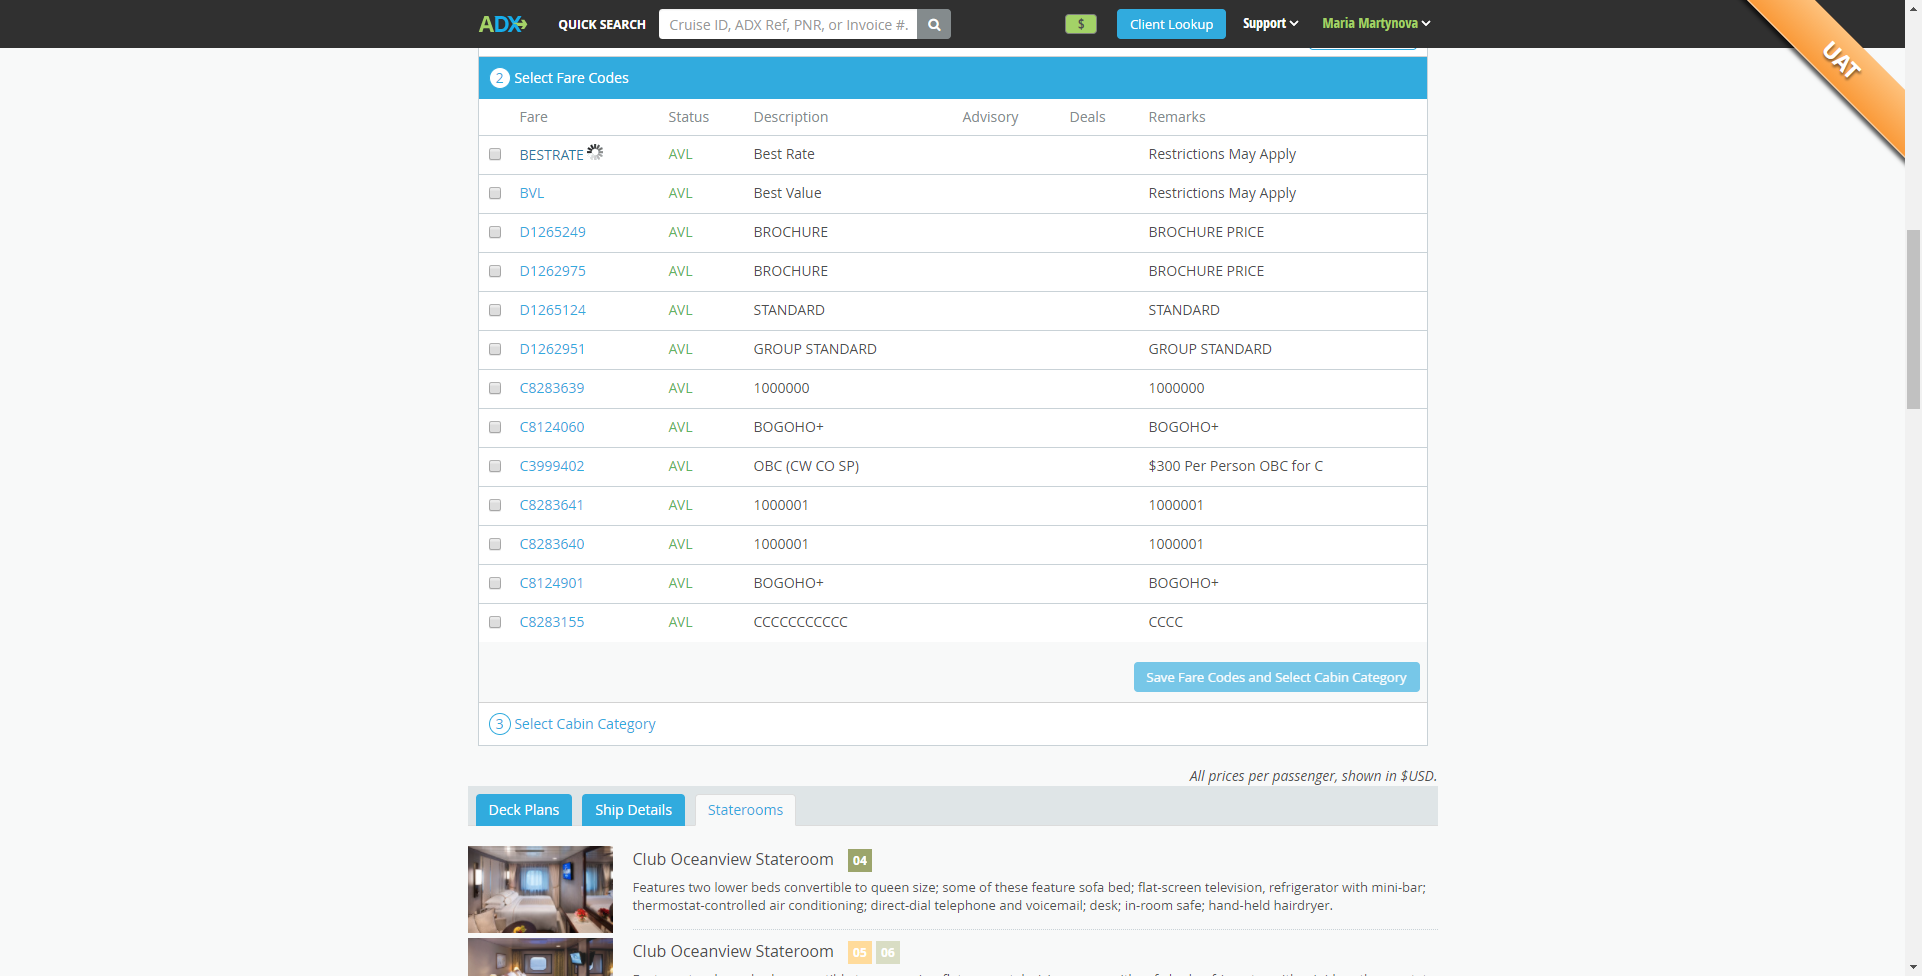 ADX QUICK SEARCH Cruise ID, ADX Ref, PNR, or Invoice #. $ Client Lookup Support Maria Martynova
UAT
2 Select Fare Codes
Fare Status Description Advisory Deals Remarks
BESTRATE AVL Best Rate Restrictions May Apply
BVL AVL Best Value Restrictions May Apply
D1265249 AVL BROCHURE BROCHURE PRICE
D1262975 AVL BROCHURE BROCHURE PRICE
D1265124 AVL STANDARD STANDARD
D1262951 AVL GROUP STANDARD GROUP STANDARD
C8283639 AVL 1000000 1000000
C8124060 AVL BOGOHO+ BOGOHO+
C3999402 AVL OBC (CW CO SP) $300 Per Person OBC for C
C8283641 AVL 1000001 1000001
C8283640 AVL 1000001 1000001
C8124901 AVL BOGOHO+ BOGOHO+
C8283155 AVL CCCCCCCCCCC CCCC
Save Fare Codes and Select Cabin Category
3 Select Cabin Category
All prices per passenger, shown in $USD.
Deck Plans Ship Details Staterooms
Club Oceanview Stateroom 04
Features two lower beds convertible to queen size; some of these feature sofa bed; flat-screen television, refrigerator with mini-bar;
thermostat-controlled air conditioning; direct-dial telephone and voicemail; desk; in-room safe; hand-held hairdryer.
Club Oceanview Stateroom 05 06